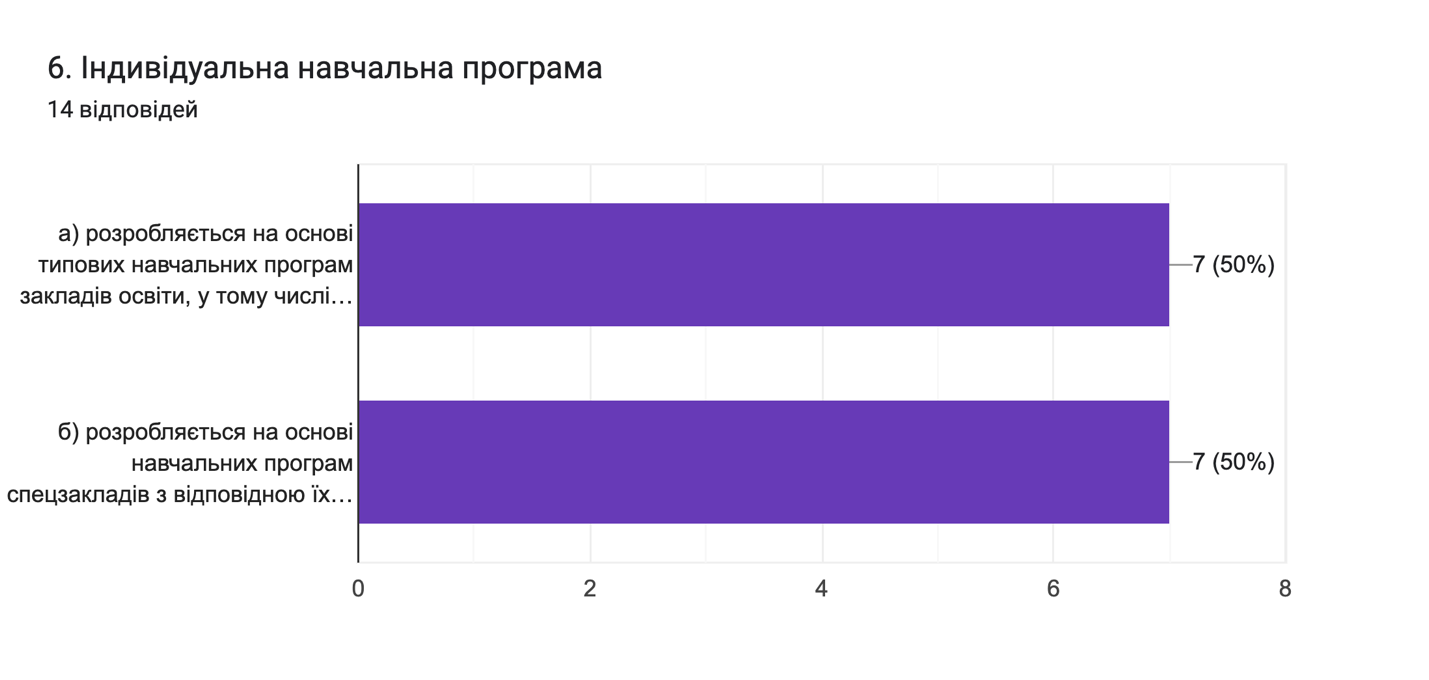 6. Індивідуальна навчальна програма
14 відповідей
а) розробляється на основі
типових навчальних програм
закладів освіти, у тому числі…
7 (50%)
б) розробляється на основі
навчальних програм
спецзакладів з відповідною їх…
7 (50%)
0 2 4 6 8